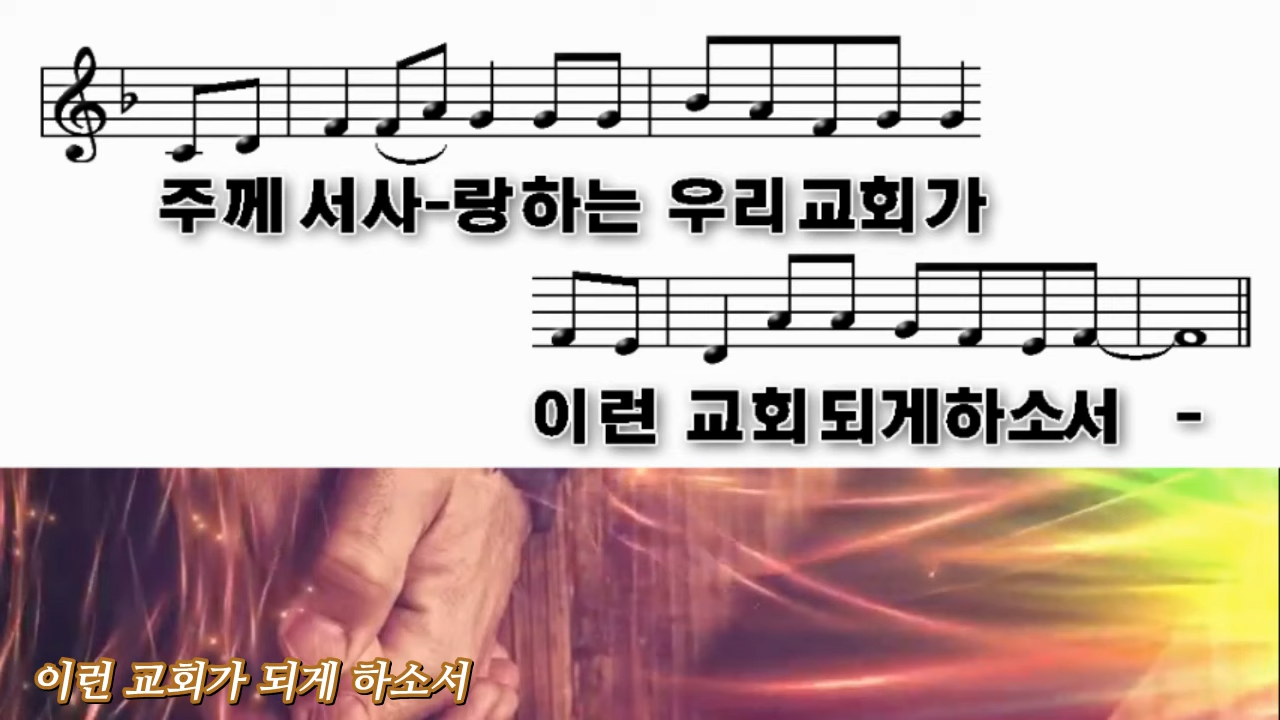 주께 서사-랑하는 우리교회가
이런 교회되게하소서 -
이런 교회가 되게 하소서